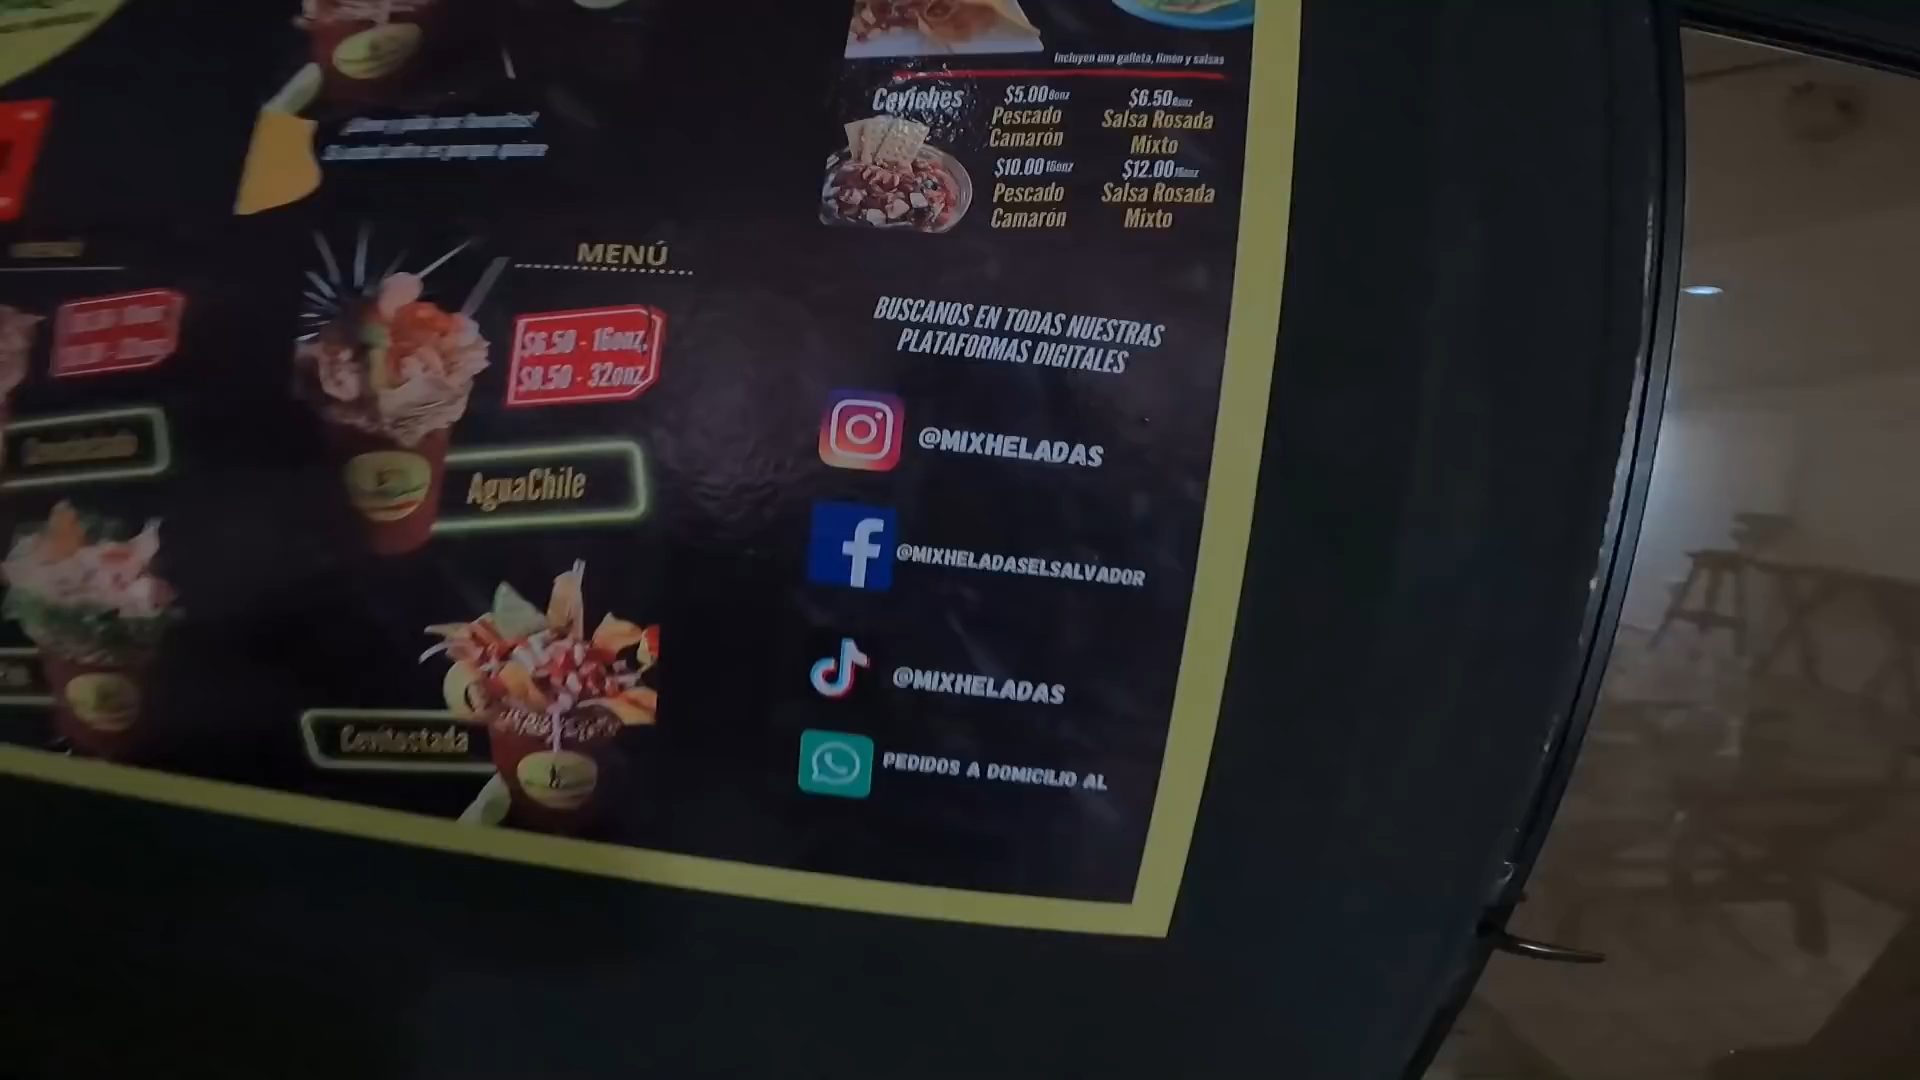 Incluyen una galleta, limón y salsas
Ceviches
$5.00 8onz
Pescado
Camarón
$10.00 16onz
Pescado
Camarón
$6.50 8onz
Salsa Rosada
Mixto
$12.00 16onz
Salsa Rosada
Mixto
MENÚ
$6.50 - 16onz.
$8.50 - 32onz.
AguaChile
Cevitostada
BUSCANOS EN TODAS NUESTRAS
PLATAFORMAS DIGITALES
@MIXHELADAS
@MIXHELADASELSALVADOR
@MIXHELADAS
PEDIDOS A DOMICILIO AL